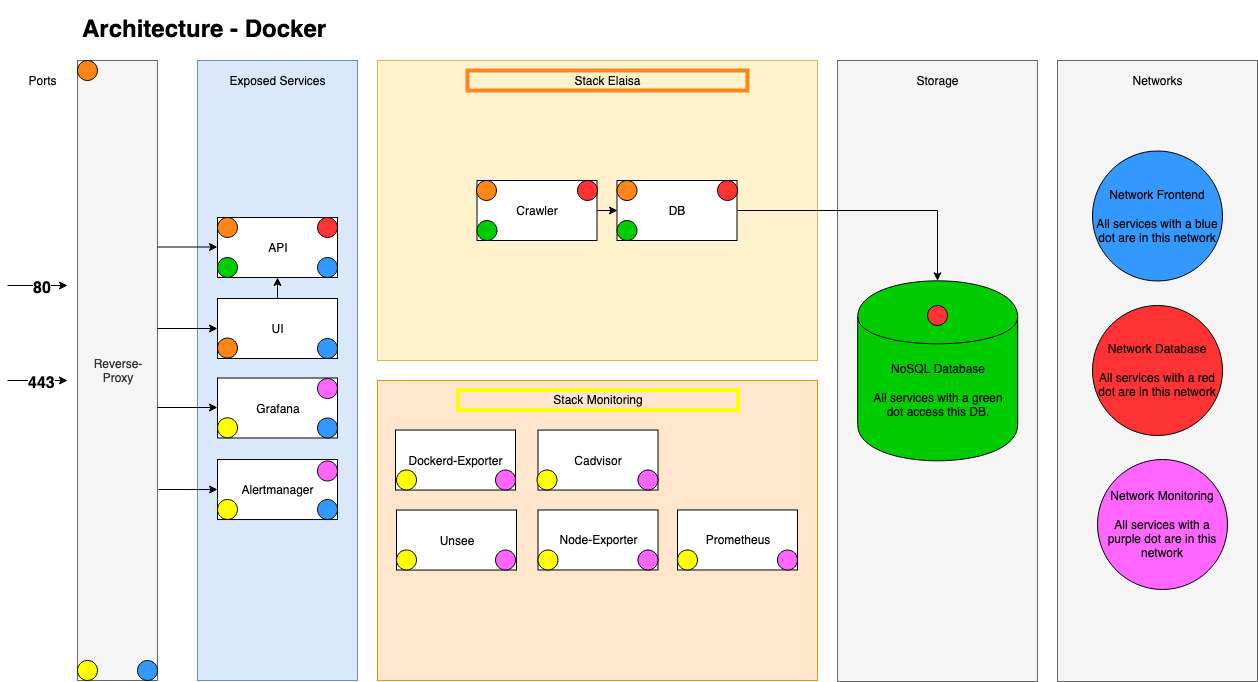 Architecture - Docker
Ports
80
443
Reverse-
Proxy
Exposed Services
API
UI
Grafana
Alertmanager
Stack Elaisa
Crawler
DB
Stack Monitoring
Dockerd-Exporter
Cadvisor
Unsee
Node-Exporter
Prometheus
Storage
NoSQL Database
All services with a green
dot access this DB.
Networks
Network Frontend
All services with a blue
dot are in this network
Network Database
All services with a red
dot are in this network
Network Monitoring
All services with a
purple dot are in this
network